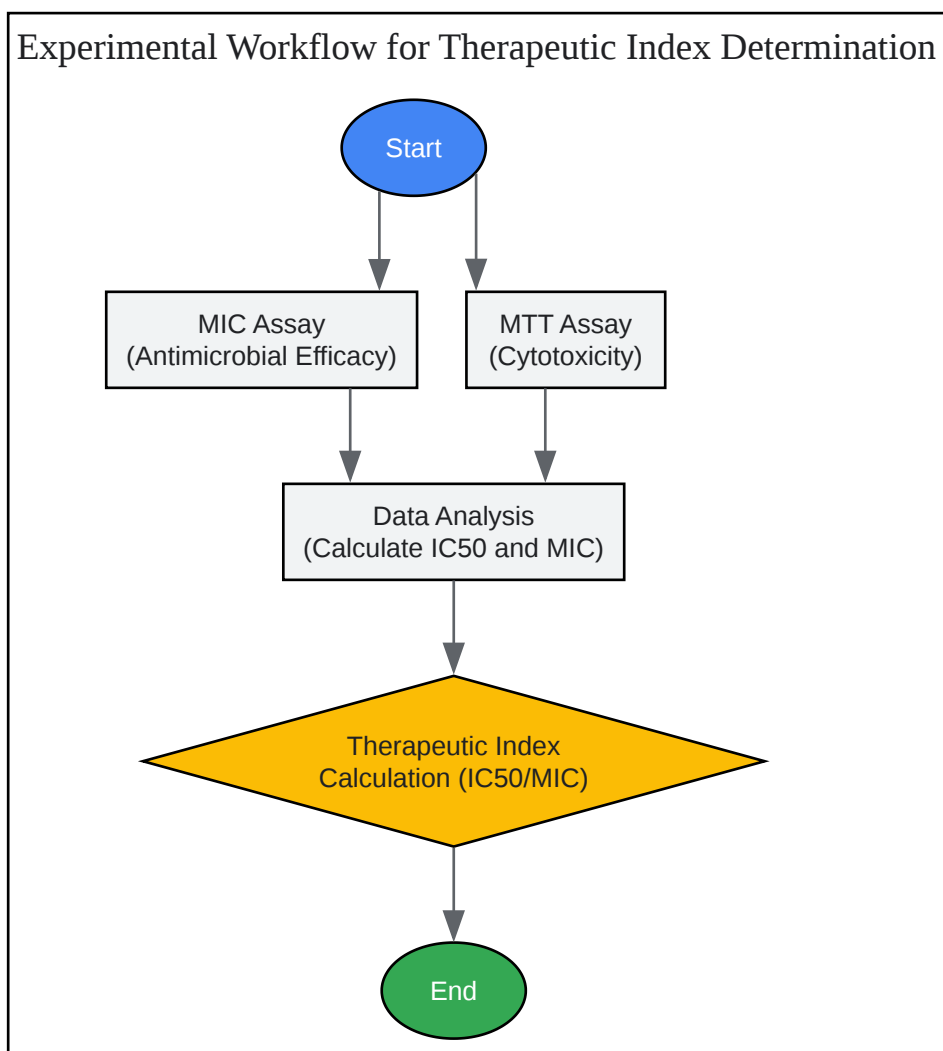 Experimental Workflow for Therapeutic Index Determination
Start
MIC Assay
(Antimicrobial Efficacy)
MTT Assay
(Cytotoxicity)
Data Analysis
(Calculate IC50 and MIC)
Therapeutic Index
Calculation (IC50/MIC)
End